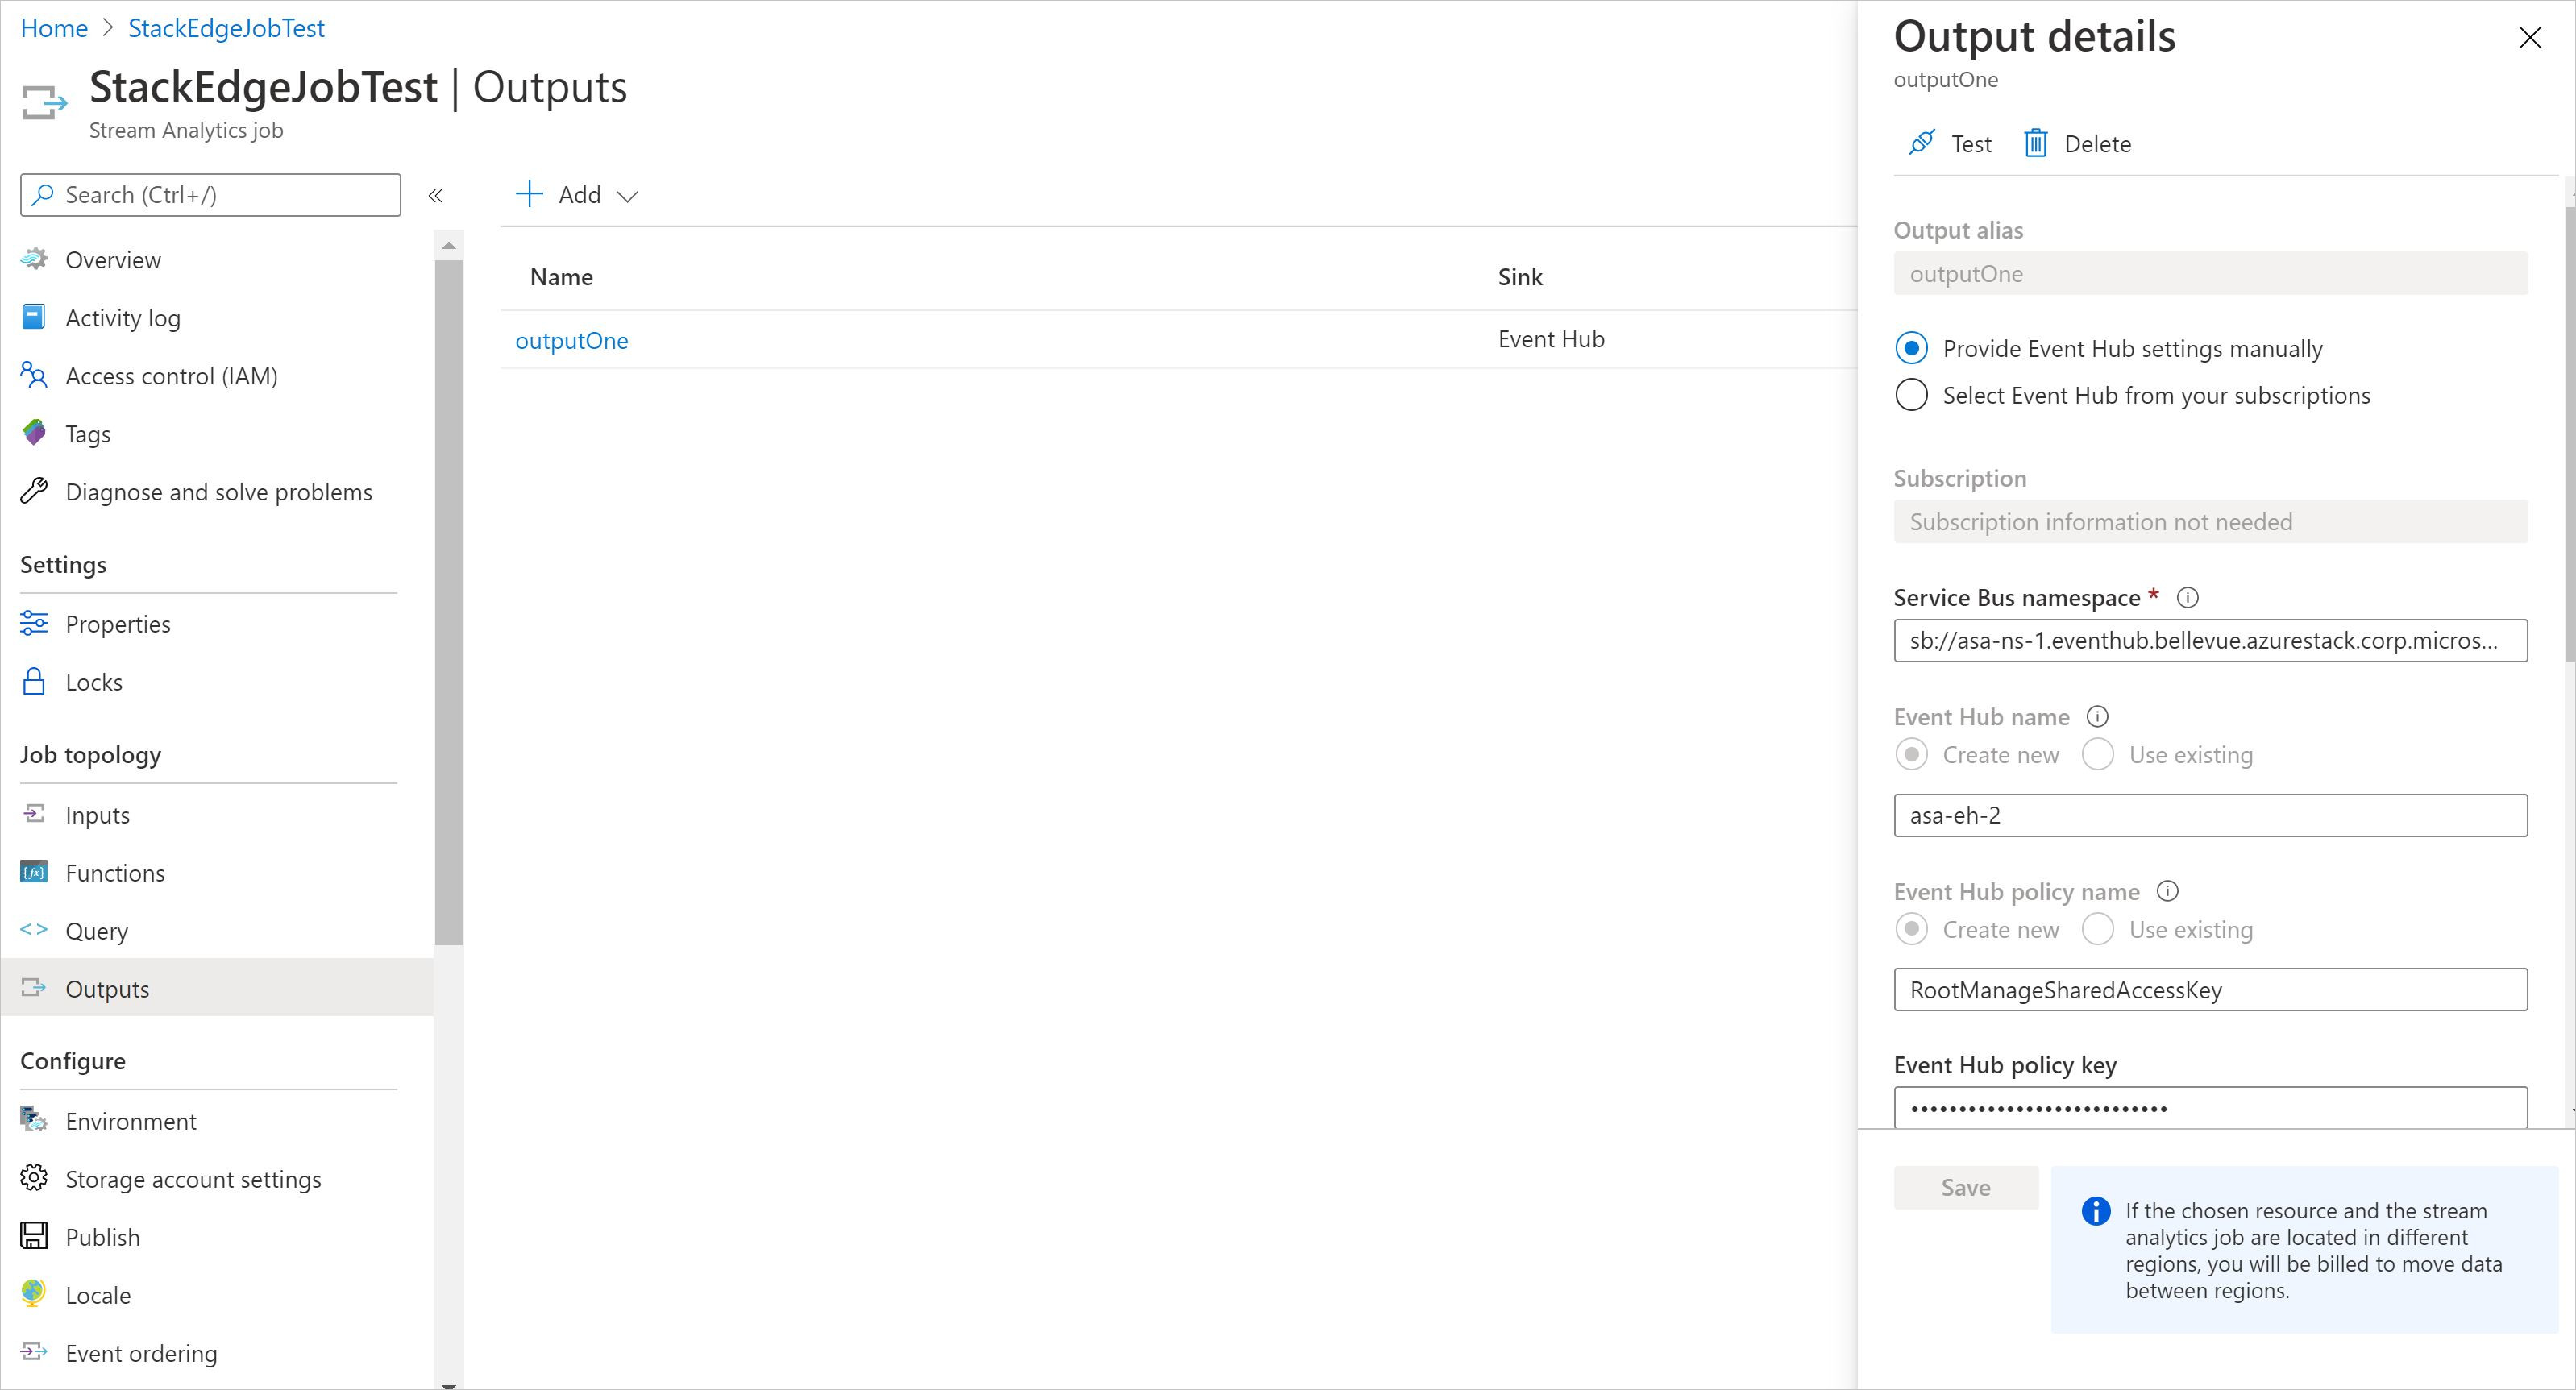 Home > StackEdgeJobTest
StackEdgeJobTest | Outputs
Stream Analytics job
Search (Ctrl+/)
«
Overview
Activity log
Access control (IAM)
Tags
Diagnose and solve problems
Settings
Properties
Locks
Job topology
Inputs
Functions
Query
Outputs
Configure
Environment
Storage account settings
Publish
Locale
Event ordering
Add
Name Sink
outputOne Event Hub
Output details
outputOne
Test Delete
Output alias
outputOne
Provide Event Hub settings manually
Select Event Hub from your subscriptions
Subscription
Subscription information not needed
Service Bus namespace *
sb://asa-ns-1.eventhub.bellevue.azurestack.corp.micros...
Event Hub name
Create new Use existing
asa-eh-2
Event Hub policy name
Create new Use existing
RootManageSharedAccessKey
Event Hub policy key
•••••••••••••••••••••••••••
Save
If the chosen resource and the stream
analytics job are located in different
regions, you will be billed to move data
between regions.